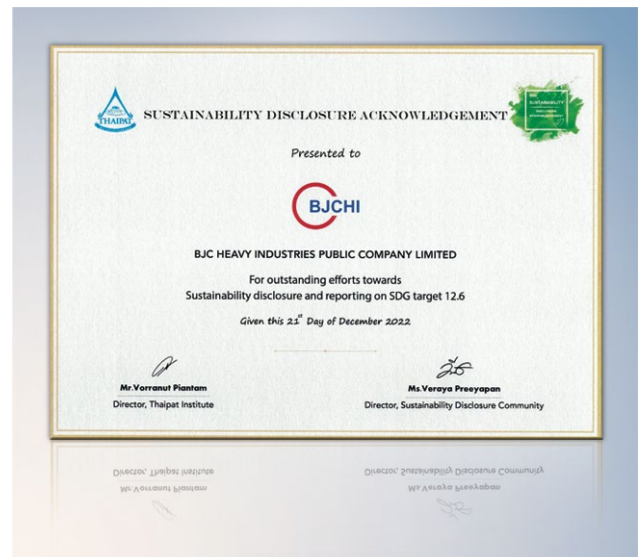 THAIPAT
SUSTAINABILITY DISCLOSURE ACKNOWLEDGEMENT
SUSTAINABILITY
Presented to
BJCHI
BJC HEAVY INDUSTRIES PUBLIC COMPANY LIMITED
For outstanding efforts towards
Sustainability disclosure and reporting on SDG target 12.6
Given this 21st Day of December 2022
Mr.Vorranut Piantam
Director, Thaipat Institute
Ms.Veraya Preeyapan
Director, Sustainability Disclosure Community